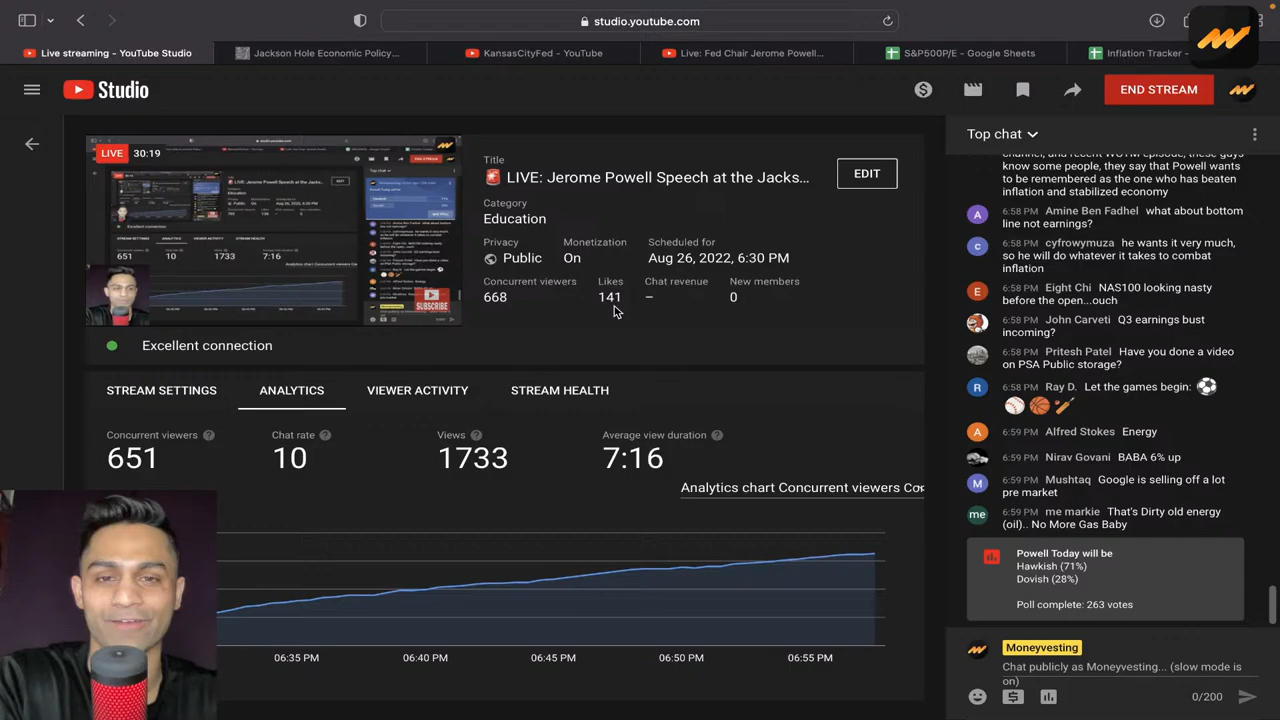 studio.youtube.com
Live streaming - YouTube Studio
Jackson Hole Economic Policy...
KansasCityFed - YouTube
Live: Fed Chair Jerome Powell...
S&P500P/E - Google Sheets
Inflation Tracker -
Studio
END STREAM
LIVE 30:19
Title
LIVE: Jerome Powell Speech at the Jacks...
EDIT
Category
Education
Privacy
Public
Monetization
On
Scheduled for
Aug 26, 2022, 6:30 PM
Concurrent viewers
668
Likes
141
Chat revenue
–
New members
0
SUBSCRIBE
Excellent connection
STREAM SETTINGS
ANALYTICS
VIEWER ACTIVITY
STREAM HEALTH
Concurrent viewers
651
Chat rate
10
Views
1733
Average view duration
7:16
Analytics chart Concurrent viewers Co
06:35 PM
06:40 PM
06:45 PM
06:50 PM
06:55 PM
Top chat
know some people, they say that Powell wants
to be remembered as the one who has beaten
inflation and stabilized economy
6:58 PM Amine Ben Fadhel what about bottom
line not earnings?
6:58 PM cyfrowy
wants it very much,
so he will do whatever it takes to combat
inflation
6:58 PM Eight Chi
US100 looking nasty
before the open...ouch
6:58 PM John Carveti Q3 earnings bust
incoming?
6:58 PM Pritesh Patel Have you done a video
on PSA Public storage?
6:58 PM Ray D. Let the games begin:
6:59 PM Alfred Stokes Energy
6:59 PM Nirav Govani BABA 6% up
6:59 PM Mushtaq Google is selling off a lot
pre market
6:59 PM me markie That's Dirty old energy
(oil).. No More Gas Baby
Powell Today will be
Hawkish (71%)
Dovish (28%)
Poll complete: 263 votes
Moneyvesting
Chat publicly as Moneyvesting... (slow mode is
on)
0/200